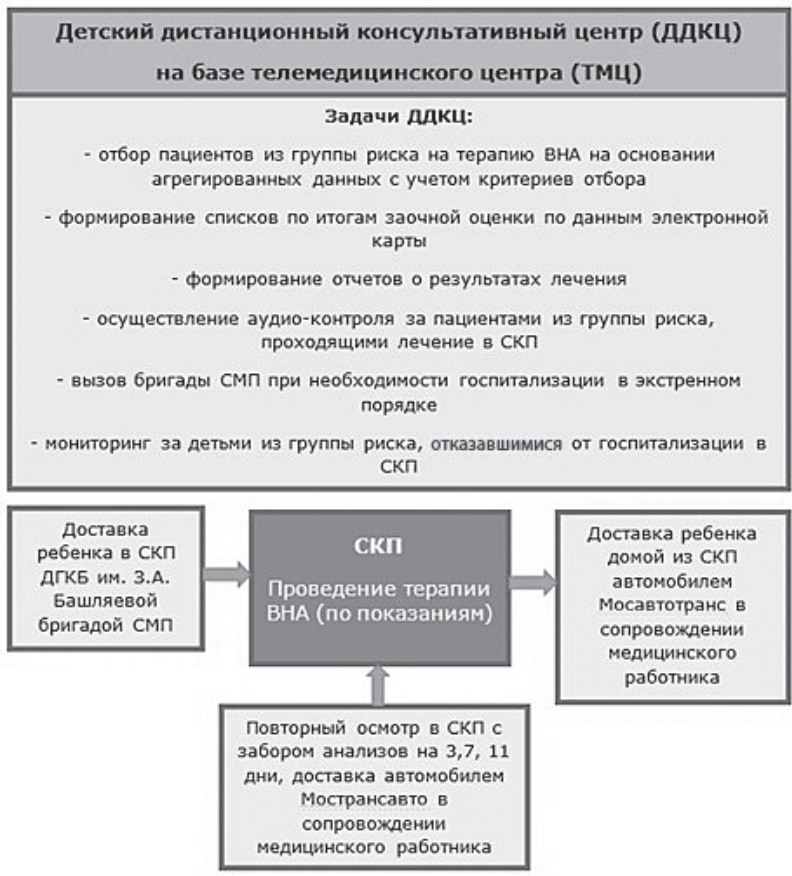 Детский дистанционный консультативный центр (ДДКЦ)
на базе телемедицинского центра (ТМЦ)
Задачи ДДКЦ:
- отбор пациентов из группы риска на терапию ВНА на основании
агрегированных данных с учетом критериев отбора
- формирование списков по итогам заочной оценки по данным электронной
карты
- формирование отчетов о результатах лечения
- осуществление аудио-контроля за пациентами из группы риска,
проходящими лечение в СКП
- вызов бригады СМП при необходимости госпитализации в экстренном
порядке
- мониторинг за детьми из группы риска, отказавшимися от госпитализации в
СКП
Доставка
ребенка в СКП
ДГКБ им. З.А.
Башляевой
бригадой СМП
СКП
Проведение терапии
ВНА (по показаниям)
Доставка ребенка
домой из СКП
автомобилем
Мосавтотранс в
сопровождении
медицинского
работника
Повторный осмотр в СКП с
забором анализов на 3,7, 11
дни, доставка автомобилем
Мострансавто в
сопровождении
медицинского работника